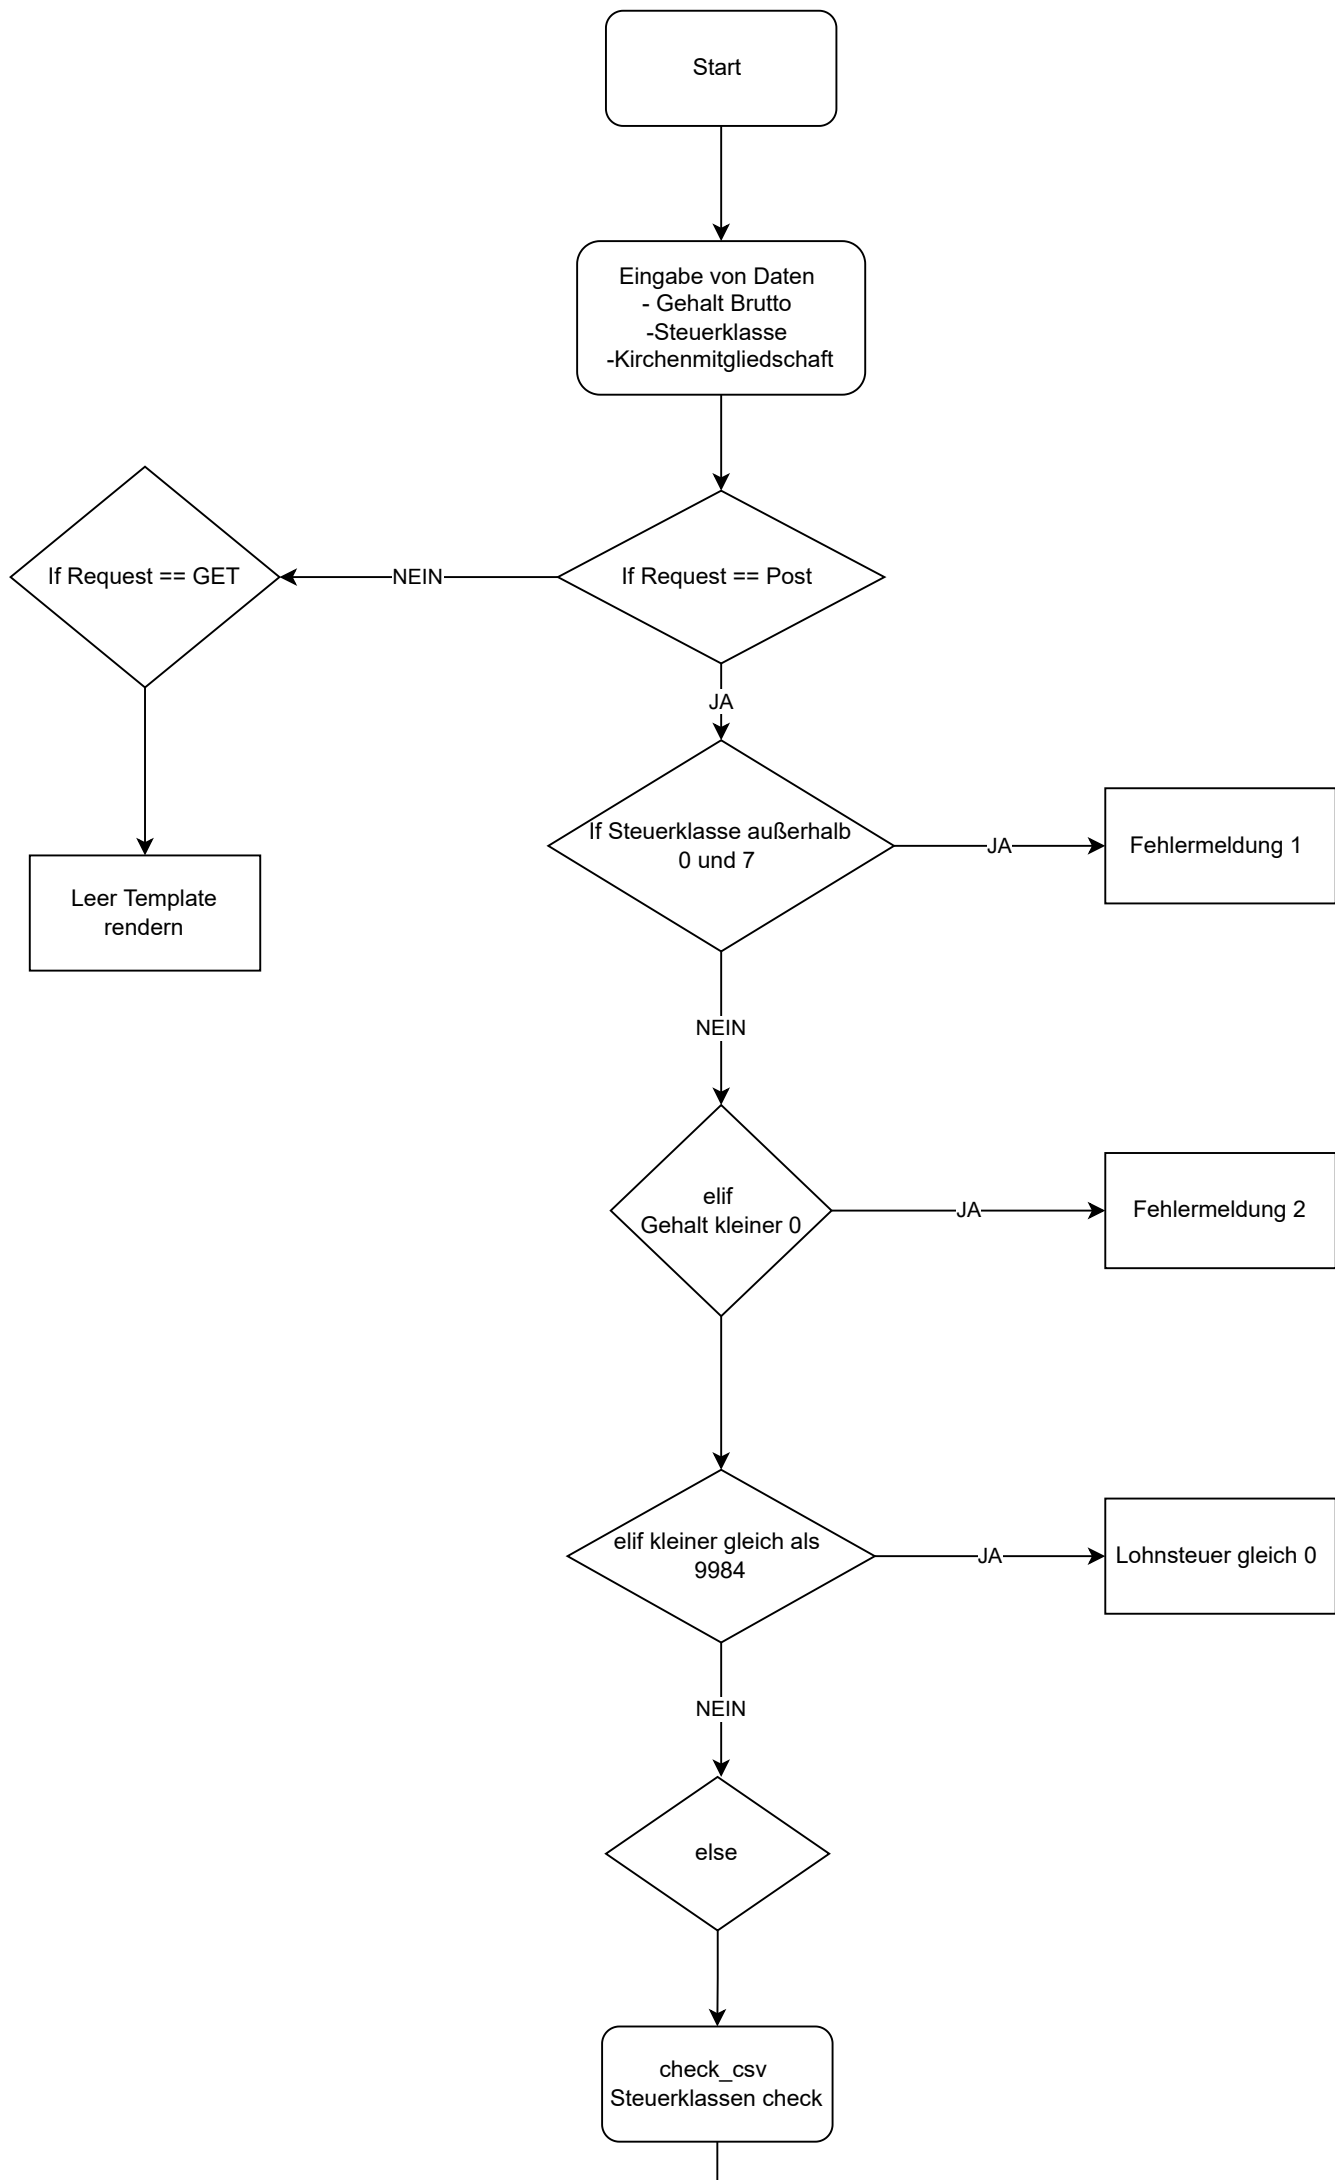 Start
Eingabe von Daten
- Gehalt Brutto
-Steuerklasse
-Kirchenmitgliedschaft
If Request == GET
NEIN
If Request == Post
JA
If Steuerklasse außerhalb
0 und 7
JA
Fehlermeldung 1
Leer Template
rendern
NEIN
elif
Gehalt kleiner 0
JA
Fehlermeldung 2
elif kleiner gleich als
9984
JA
Lohnsteuer gleich 0
NEIN
else
check_csv
Steuerklassen check